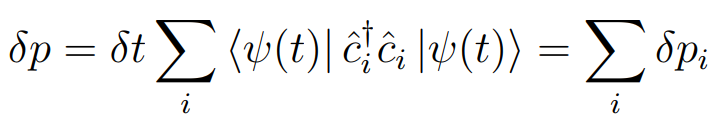 δp = δt ∑_i ⟨ψ(t)| ĉ_i^† ĉ_i |ψ(t)⟩ = ∑_i δp_i